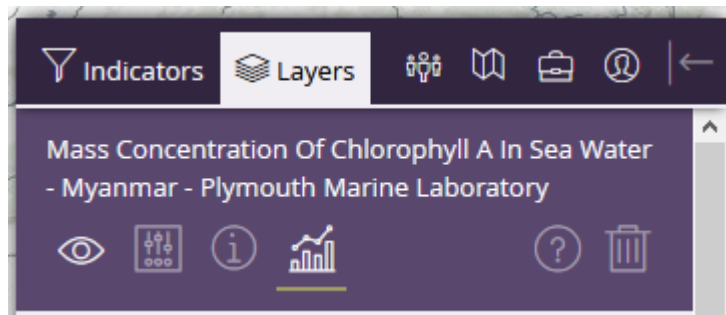 Indicators Layers
Mass Concentration Of Chlorophyll A In Sea Water
- Myanmar - Plymouth Marine Laboratory